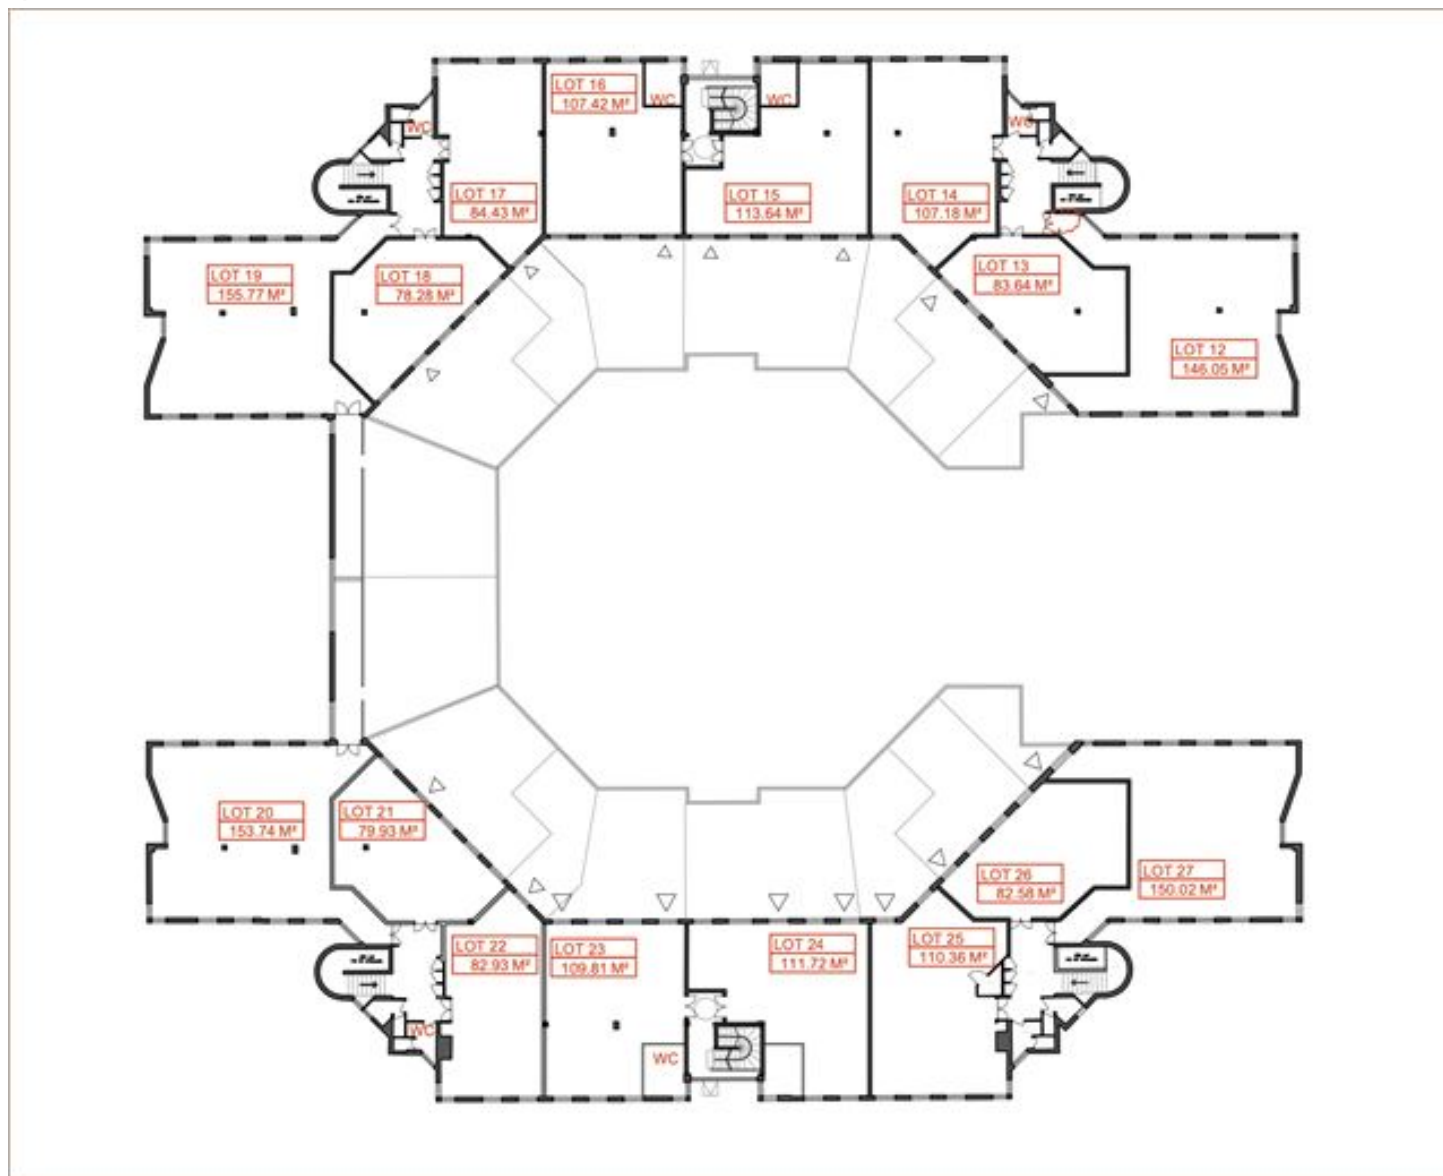 LOT 16
107.42 M²
WC
WC
WC
WC
LOT 17
84.43 M²
LOT 15
113.64 M²
LOT 14
107.18 M²
LOT 19
155.77 M²
LOT 18
78.28 M²
LOT 13
83.64 M²
LOT 12
146.05 M²
LOT 20
153.74 M²
LOT 21
79.93 M²
LOT 26
82.58 M²
LOT 27
150.02 M²
LOT 22
82.93 M²
LOT 23
109.81 M²
LOT 24
111.72 M²
LOT 25
110.36 M²
WC
WC